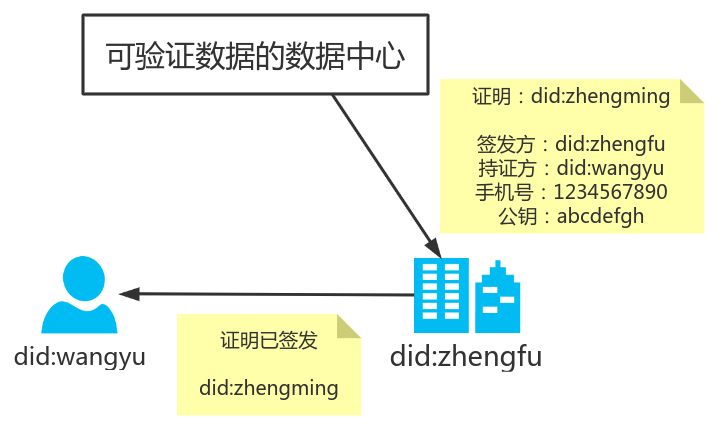 可验证数据的数据中心
证明：did:zhengming
签发方：did:zhengfu
持证方：did:wangyu
手机号：1234567890
公钥：abcdefgh
did:wangyu
证明已签发
did:zhengming
did:zhengfu